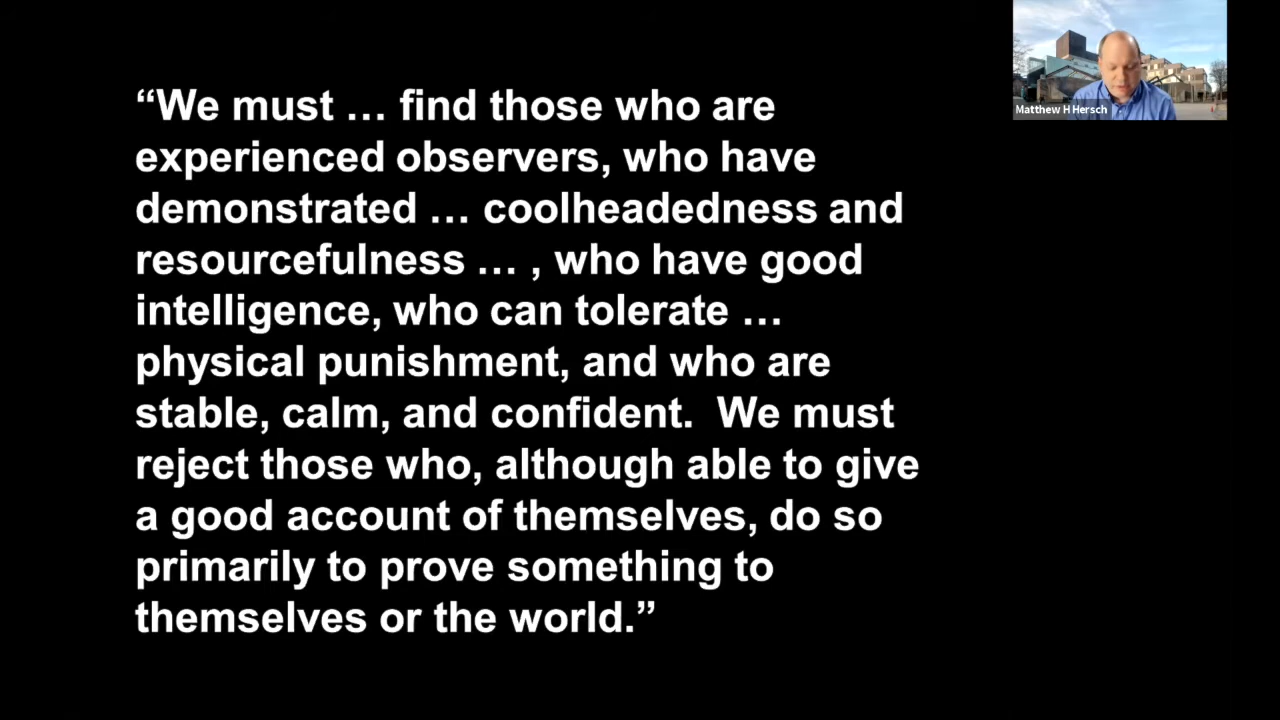 “We must … find those who are
experienced observers, who have
demonstrated … coolheadedness and
resourcefulness … , who have good
intelligence, who can tolerate …
physical punishment, and who are
stable, calm, and confident.  We must
reject those who, although able to give
a good account of themselves, do so
primarily to prove something to
themselves or the world.”
Matthew H Hersch